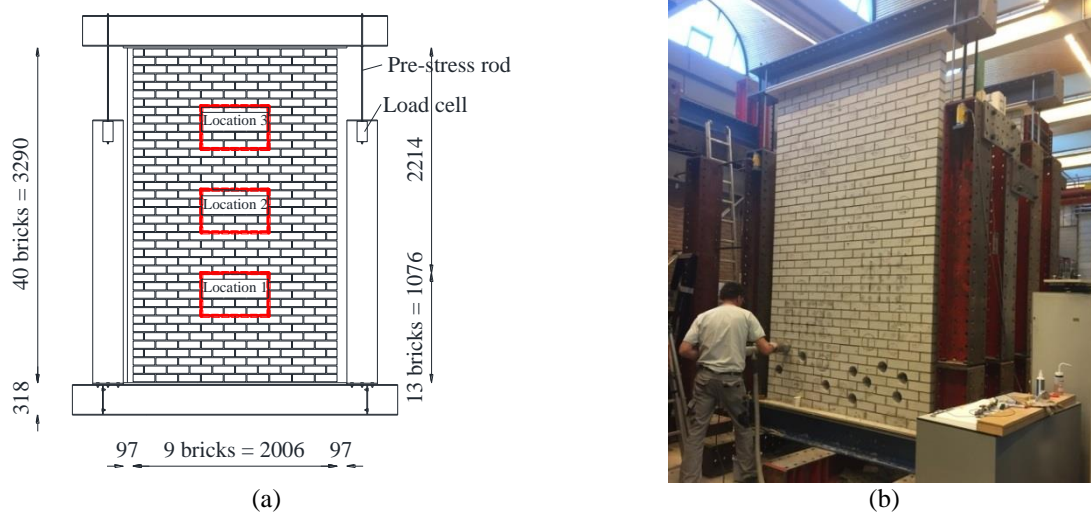 Pre-stress rod
Load cell
Location 3
Location 2
Location 1
40 bricks = 3290
318
2214
13 bricks = 1076
97
9 bricks = 2006
97
(a)
(b)